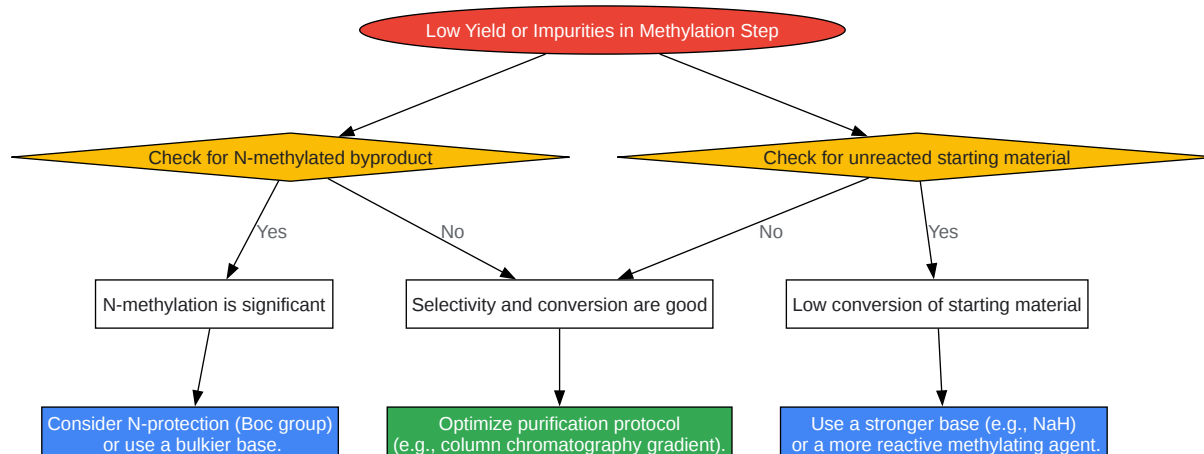 Low Yield or Impurities in Methylation Step
Check for N-methylated byproduct
Check for unreacted starting material
Yes
No
No
Yes
N-methylation is significant
Selectivity and conversion are good
Low conversion of starting material
Consider N-protection (Boc group)
or use a bulkier base.
Optimize purification protocol
(e.g., column chromatography gradient).
Use a stronger base (e.g., NaH)
or a more reactive methylating agent.